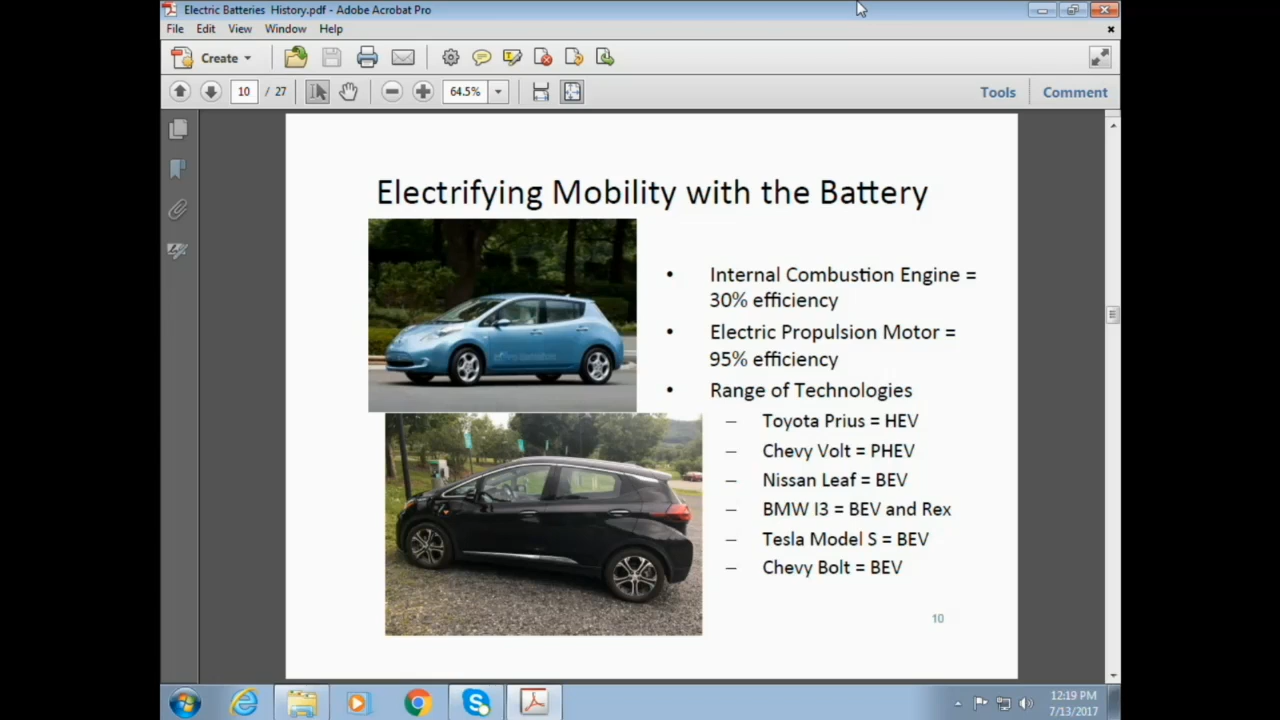 Electric Batteries History.pdf - Adobe Acrobat Pro
File Edit View Window Help
Create
10 / 27
64.5%
Tools Comment
Electrifying Mobility with the Battery
• Internal Combustion Engine =
30% efficiency
• Electric Propulsion Motor =
95% efficiency
• Range of Technologies
– Toyota Prius = HEV
– Chevy Volt = PHEV
– Nissan Leaf = BEV
– BMW I3 = BEV and Rex
– Tesla Model S = BEV
– Chevy Bolt = BEV
10
12:19 PM
7/13/2017